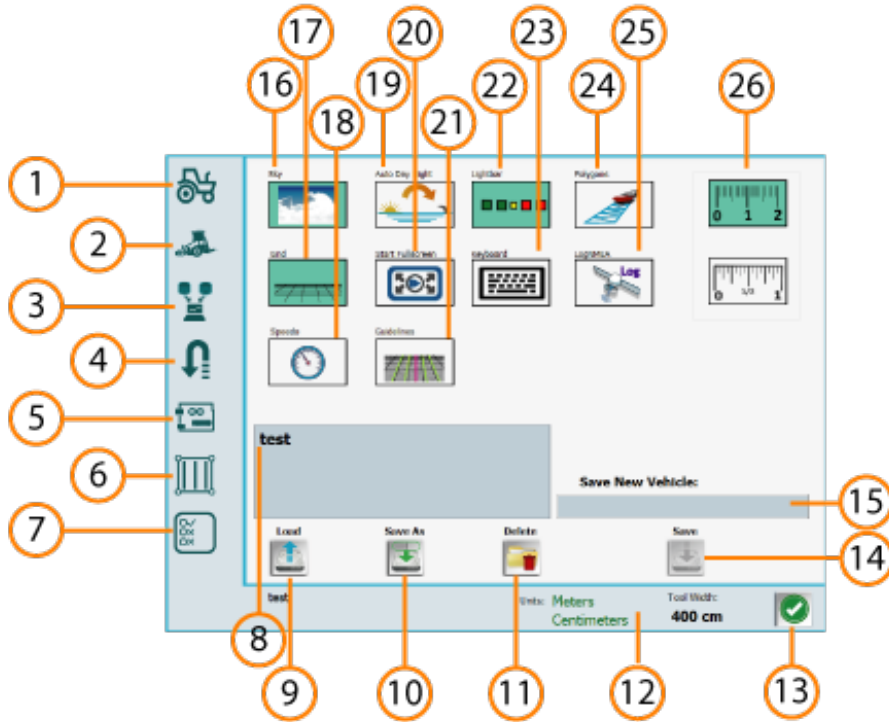 17
20
23
25
16
19
22
24
26
18
21
Sky
Auto Day Night
Lightbar
Polygons
1
0 1 2
2
Grid
Start Fullscreen
Keyboard
LogNMEA
Log
0 1/2 1
3
Speedo
Guidelines
4
5
test
6
Save New Vehicle:
15
7
Load
Save As
Delete
Save
14
test
Units: Meters
Centimeters
Tool Width:
400 cm
8
9
10
11
12
13